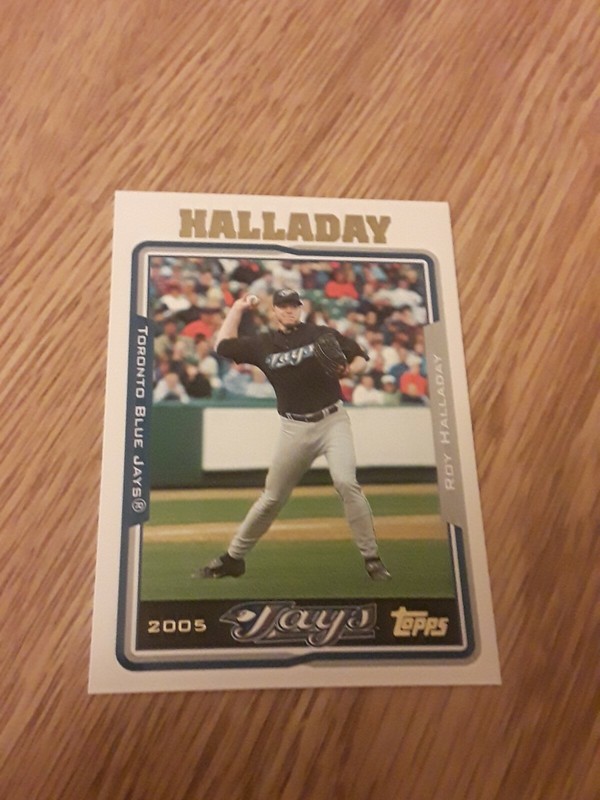 HALLADAY
TORONTO BLUE JAYS®
Jays
ROY HALLADAY
2005
Jays
topps